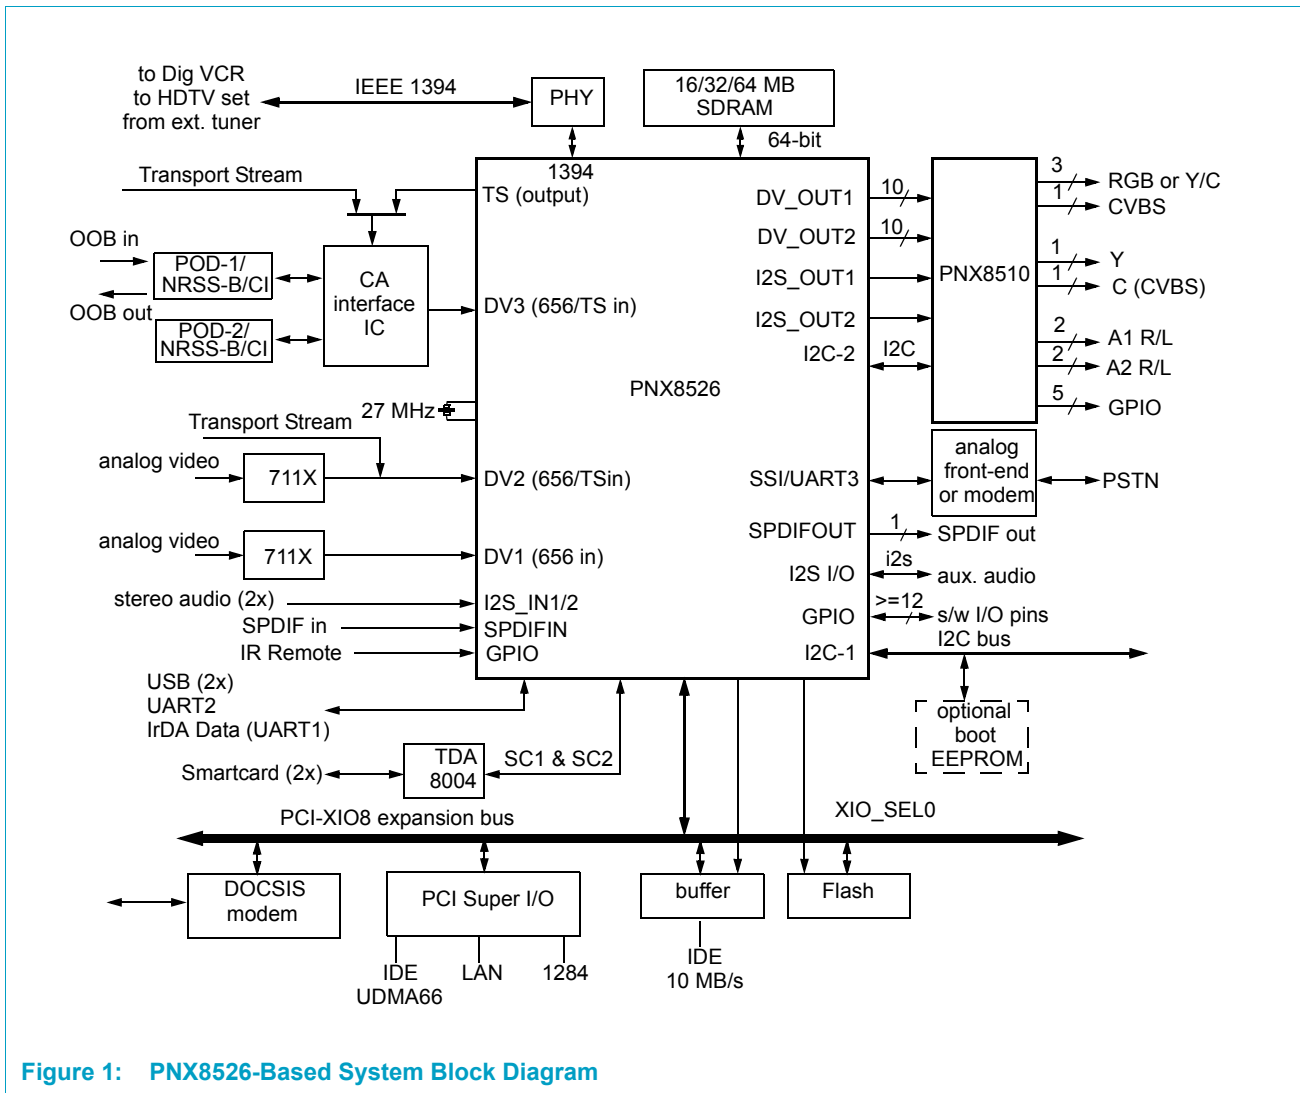 to Dig VCR
to HDTV set
from ext. tuner
IEEE 1394
PHY
16/32/64 MB
SDRAM
64-bit
1394
Transport Stream
TS (output)
OOB in
POD-1/
NRSS-B/CI
OOB out
POD-2/
NRSS-B/CI
CA
interface
IC
DV3 (656/TS in)
27 MHz
Transport Stream
analog video
711X
DV2 (656/TSin)
analog video
711X
DV1 (656 in)
stereo audio (2x)
I2S_IN1/2
SPDIF in
SPDIFIN
IR Remote
GPIO
PNX8526
DV_OUT1
10
DV_OUT2
10
I2S_OUT1
I2S_OUT2
I2C-2
I2C
PNX8510
3
RGB or Y/C
1
CVBS
1
Y
1
C (CVBS)
2
A1 R/L
2
A2 R/L
5
GPIO
SSI/UART3
analog
front-end
or modem
PSTN
SPDIFOUT
1
SPDIF out
I2S I/O
i2s
aux. audio
GPIO
>=12
s/w I/O pins
I2C-1
I2C bus
optional
boot
EEPROM
USB (2x)
UART2
IrDA Data (UART1)
Smartcard (2x)
TDA
8004
SC1 & SC2
PCI-XIO8 expansion bus
XIO_SEL0
DOCSIS
modem
PCI Super I/O
buffer
Flash
IDE
UDMA66
LAN
1284
IDE
10 MB/s
Figure 1: PNX8526-Based System Block Diagram